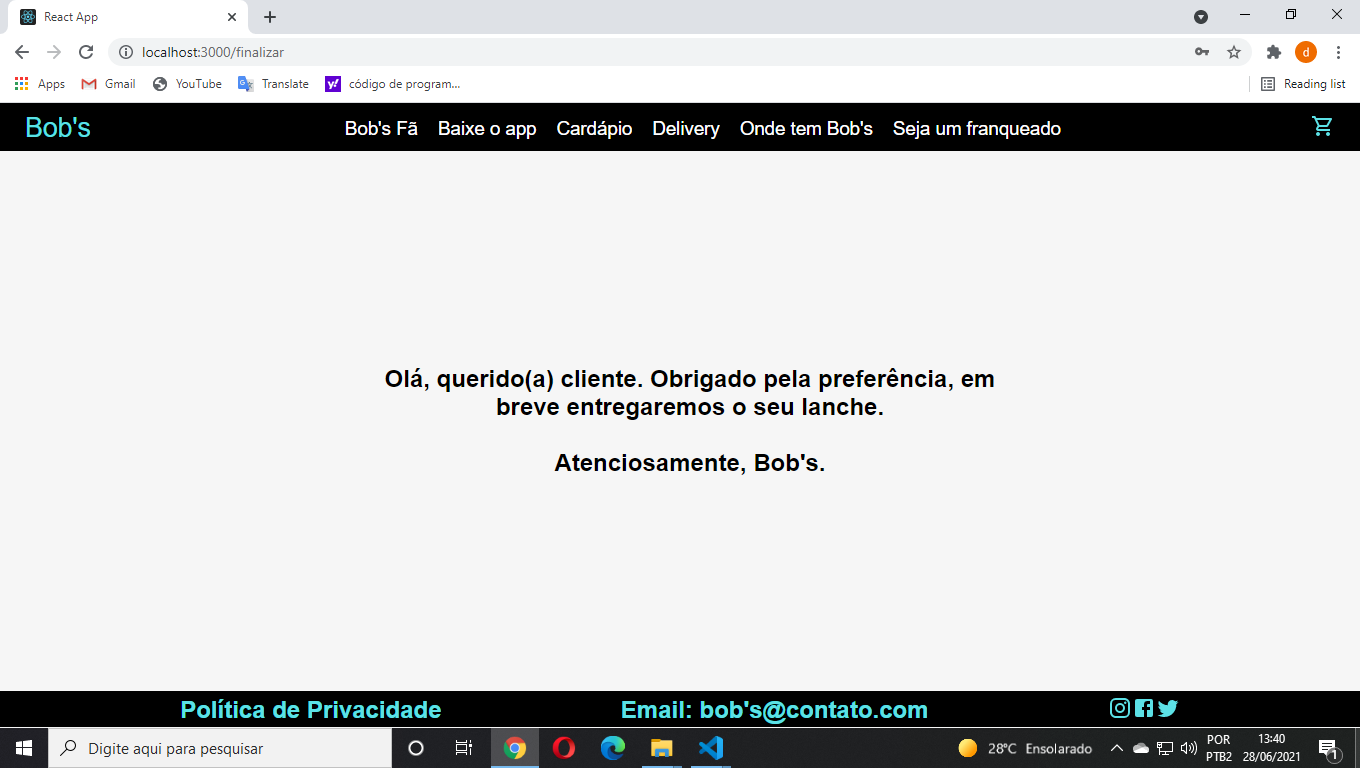 React App
localhost:3000/finalizar
d
Apps
Gmail
YouTube
Translate
código de program...
Reading list
Bob's
Bob's Fã
Baixe o app
Cardápio
Delivery
Onde tem Bob's
Seja um franqueado
Olá, querido(a) cliente. Obrigado pela preferência, em
breve entregaremos o seu lanche.
Atenciosamente, Bob's.
Política de Privacidade
Email: bob's@contato.com
Digite aqui para pesquisar
28°C Ensolarado
POR
PTB2
13:40
28/06/2021
1